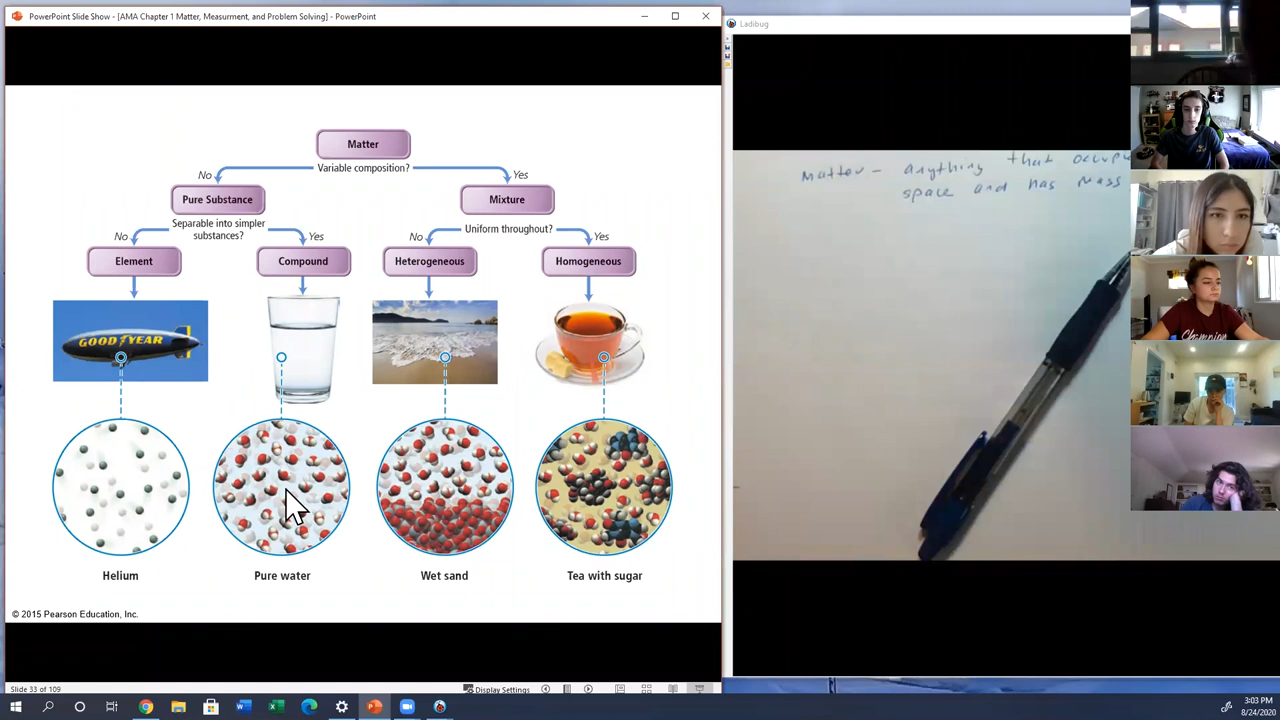 PowerPoint Slide Show - [AMA Chapter 1 Matter, Measurment, and Problem Solving] - PowerPoint
Ladibug
Matter
Variable composition?
No
Yes
Pure Substance
Mixture
Separable into simpler
substances?
Uniform throughout?
No
Yes
No
Yes
Element
Compound
Heterogeneous
Homogeneous
GOODYEAR
Helium
Pure water
Wet sand
Tea with sugar
© 2015 Pearson Education, Inc.
Matter - anything that occup
space and has mass
Champion
Slide 33 of 109
Display Settings
3:03 PM
8/24/2020